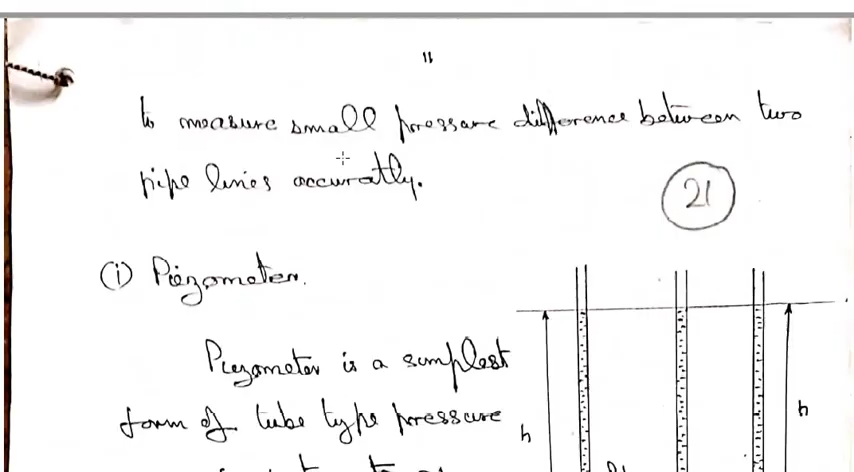 11
to measure small pressure difference between two
pipe lines accuratly.
21
(i) Piezometer.
Piezometer is a simplest
form of tube type pressure
h
h